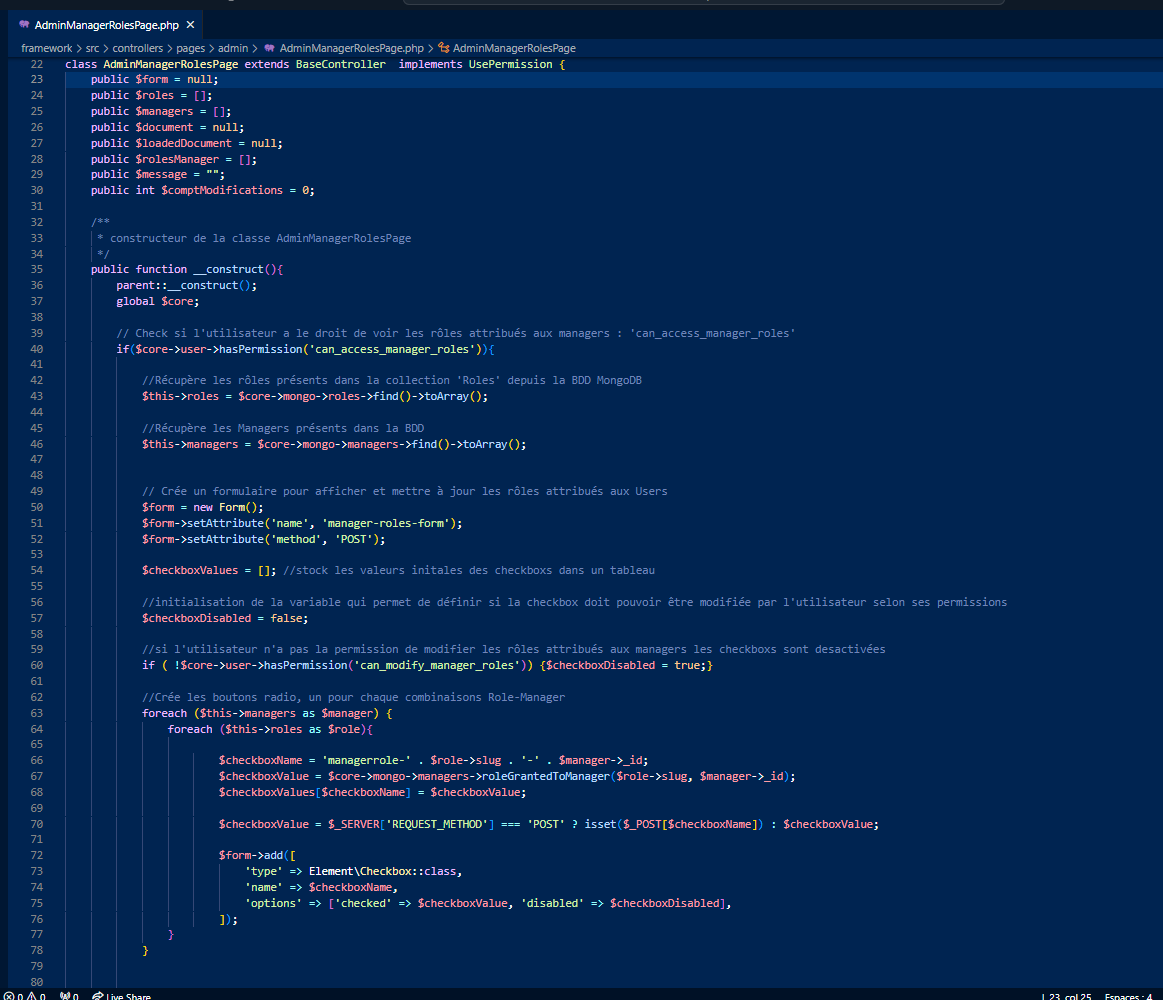 AdminManagerRolesPage.php ×
framework > src > controllers > pages > admin > AdminManagerRolesPage.php > AdminManagerRolesPage
22 class AdminManagerRolesPage extends BaseController  implements UsePermission {
23     public $form = null;
24     public $roles = [];
25     public $managers = [];
26     public $document = null;
27     public $loadedDocument = null;
28     public $rolesManager = [];
29     public $message = "";
30     public int $comptModifications = 0;
31
32     /**
33      * constructeur de la classe AdminManagerRolesPage
34      */
35     public function __construct(){
36         parent::__construct();
37         global $core;
38
39         // Check si l'utilisateur a le droit de voir les rôles attribués aux managers : 'can_access_manager_roles'
40         if($core->user->hasPermission('can_access_manager_roles')){
41
42             //Récupère les rôles présents dans la collection 'Roles' depuis la BDD MongoDB
43             $this->roles = $core->mongo->roles->find()->toArray();
44
45             //Récupère les Managers présents dans la BDD
46             $this->managers = $core->mongo->managers->find()->toArray();
47
48
49             // Crée un formulaire pour afficher et mettre à jour les rôles attribués aux Users
50             $form = new Form();
51             $form->setAttribute('name', 'manager-roles-form');
52             $form->setAttribute('method', 'POST');
53
54             $checkboxValues = []; //stock les valeurs initales des checkboxs dans un tableau
55
56             //initialisation de la variable qui permet de définir si la checkbox doit pouvoir être modifiée par l'utilisateur selon ses permissions
57             $checkboxDisabled = false;
58
59             //si l'utilisateur n'a pas la permission de modifier les rôles attribués aux managers les checkboxs sont desactivées
60             if ( !$core->user->hasPermission('can_modify_manager_roles')) {$checkboxDisabled = true;}
61
62             //Crée les boutons radio, un pour chaque combinaisons Role-Manager
63             foreach ($this->managers as $manager) {
64                 foreach ($this->roles as $role){
65
66                         $checkboxName = 'managerrole-' . $role->slug . '-' . $manager->_id;
67                         $checkboxValue = $core->mongo->managers->roleGrantedToManager($role->slug, $manager->_id);
68                         $checkboxValues[$checkboxName] = $checkboxValue;
69
70                         $checkboxValue = $_SERVER['REQUEST_METHOD'] === 'POST' ? isset($_POST[$checkboxName]) : $checkboxValue;
71
72                         $form->add([
73                             'type' => Element\Checkbox::class,
74                             'name' => $checkboxName,
75                             'options' => ['checked' => $checkboxValue, 'disabled' => $checkboxDisabled],
76                         ]);
77                 }
78             }
79
80
0 0 0 Live Share L 23, col 25 Espaces : 4